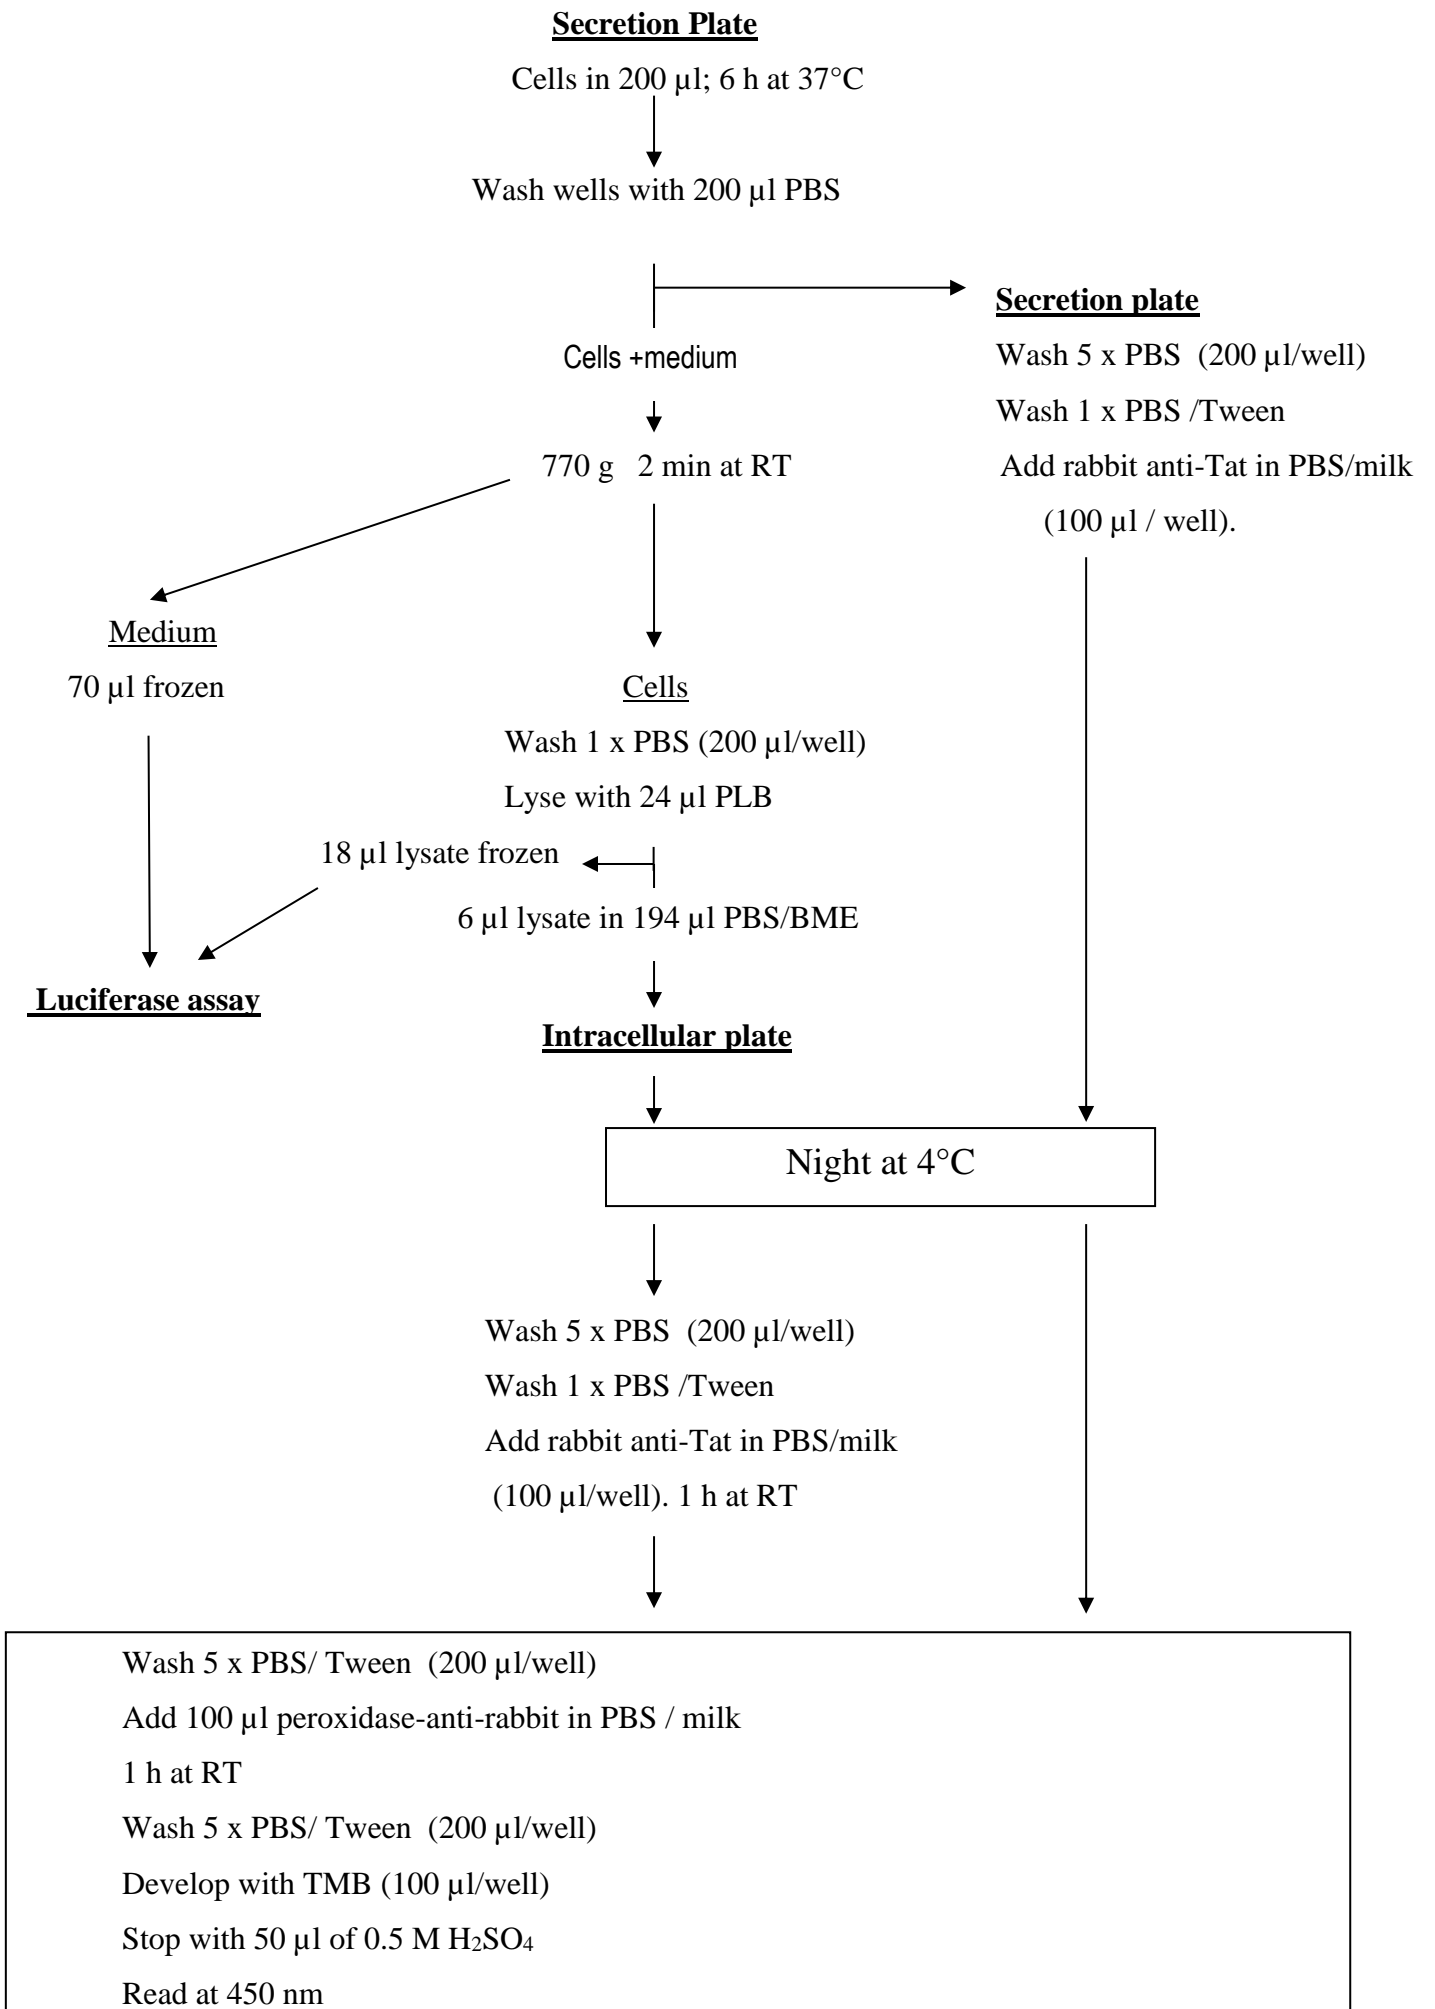 Secretion Plate
Cells in 200 µl; 6 h at 37°C
Wash wells with 200 µl PBS
Secretion plate
Wash 5 x PBS (200 µl/well)
Wash 1 x PBS /Tween
Add rabbit anti-Tat in PBS/milk
(100 µl / well).
Cells +medium
770 g 2 min at RT
Medium
70 µl frozen
Cells
Wash 1 x PBS (200 µl/well)
Lyse with 24 µl PLB
18 µl lysate frozen
6 µl lysate in 194 µl PBS/BME
Luciferase assay
Intracellular plate
Night at 4°C
Wash 5 x PBS (200 µl/well)
Wash 1 x PBS /Tween
Add rabbit anti-Tat in PBS/milk
(100 µl/well). 1 h at RT
Wash 5 x PBS/ Tween (200 µl/well)
Add 100 µl peroxidase-anti-rabbit in PBS / milk
1 h at RT
Wash 5 x PBS/ Tween (200 µl/well)
Develop with TMB (100 µl/well)
Stop with 50 µl of 0.5 M H₂SO₄
Read at 450 nm